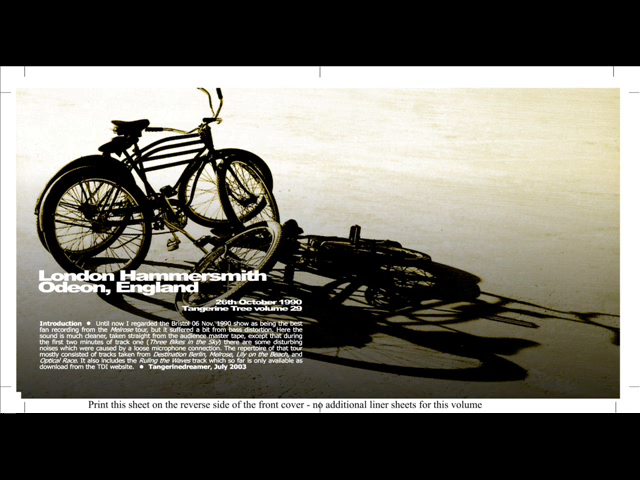 London Hammersmith
Odeon, England
26th October 1990
Tangerine Tree volume 29
Introduction ● Until now I regarded the Bristol 06 Nov, 1990 show as being the best
fan recording from the Melrose tour, but it suffered a bit from bass distortion. Here the
sound is much cleaner, taken straight from the audience master tape, except that during
the first two minutes of track one (Three Bikes in the Sky) there are some disturbing
noises which were caused by a loose microphone connection. The repertoire of that tour
mostly consisted of tracks taken from Destination Berlin, Melrose, Lily on the Beach, and
Optical Race. It also includes the Ruling the Waves track which so far is only available as
download from the TDI website. ● Tangerinedreamer, July 2003
Print this sheet on the reverse side of the front cover - no additional liner sheets for this volume